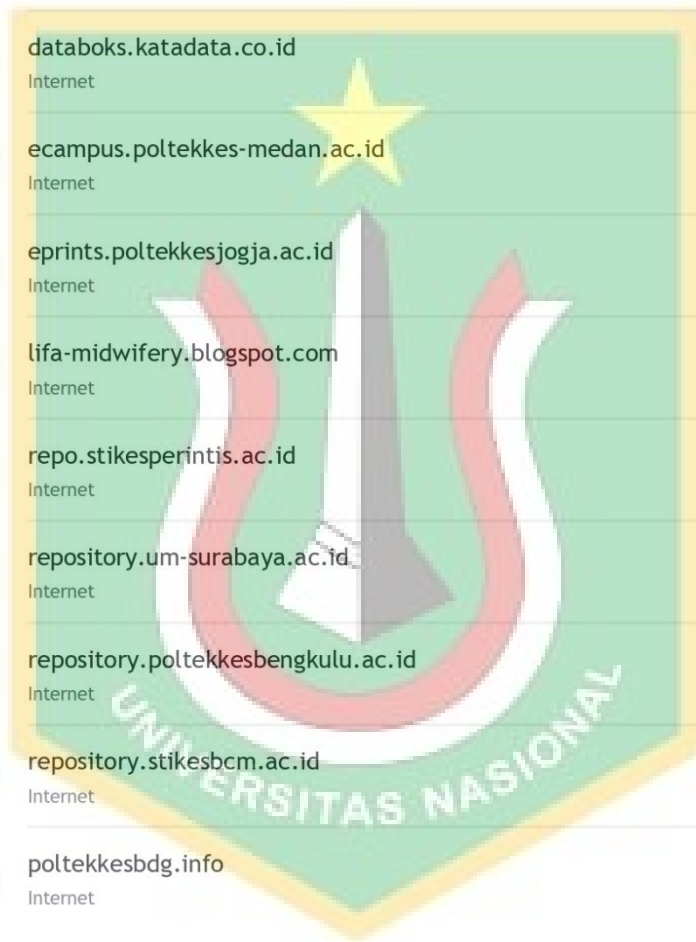 databoks.katadata.co.id
Internet
ecampus.poltekkes-medan.ac.id
Internet
eprints.poltekkesjogja.ac.id
Internet
lifa-midwifery.blogspot.com
Internet
repo.stikesperintis.ac.id
Internet
repository.um-surabaya.ac.id
Internet
repository.poltekkesbengkulu.ac.id
Internet
repository.stikesbcm.ac.id
Internet
UNIVERSITAS NASIONAL
poltekkesbdg.info
Internet